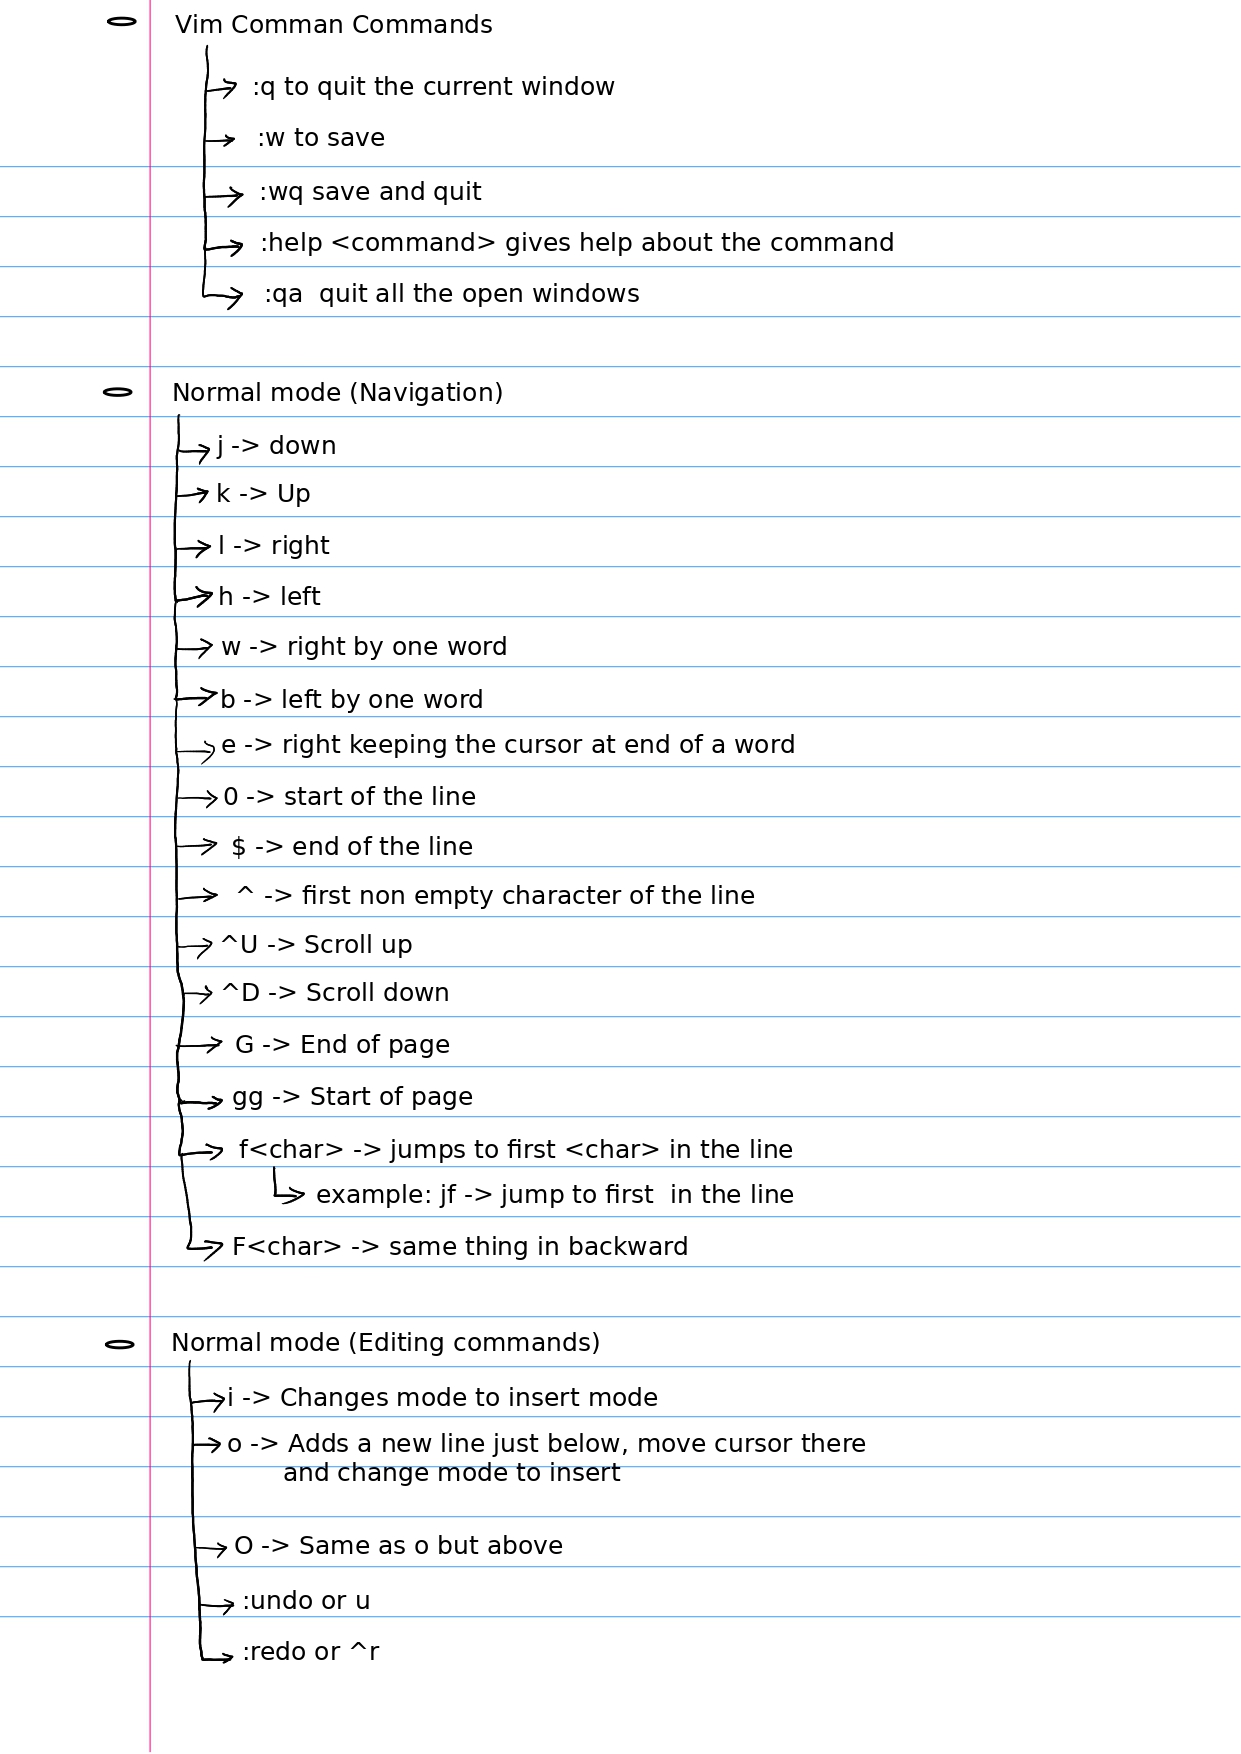 Vim Comman Commands
:q to quit the current window
:w to save
:wq save and quit
:help <command> gives help about the command
:qa  quit all the open windows
Normal mode (Navigation)
j -> down
k -> Up
l -> right
h -> left
w -> right by one word
b -> left by one word
e -> right keeping the cursor at end of a word
0 -> start of the line
$ -> end of the line
^ -> first non empty character of the line
^U -> Scroll up
^D -> Scroll down
G -> End of page
gg -> Start of page
f<char> -> jumps to first <char> in the line
example: jf -> jump to first  in the line
F<char> -> same thing in backward
Normal mode (Editing commands)
i -> Changes mode to insert mode
o -> Adds a new line just below, move cursor there
and change mode to insert
O -> Same as o but above
:undo or u
:redo or ^r